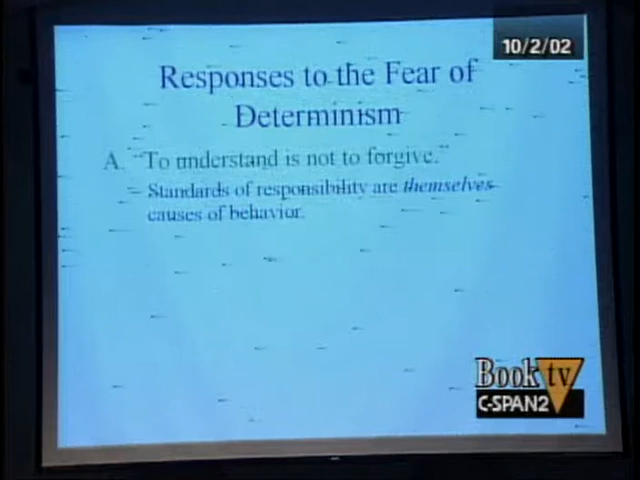 10/2/02
Responses to the Fear of
Determinism
A. "To understand is not to forgive."
– Standards of responsibility are themselves
causes of behavior.
Book tv
C-SPAN2